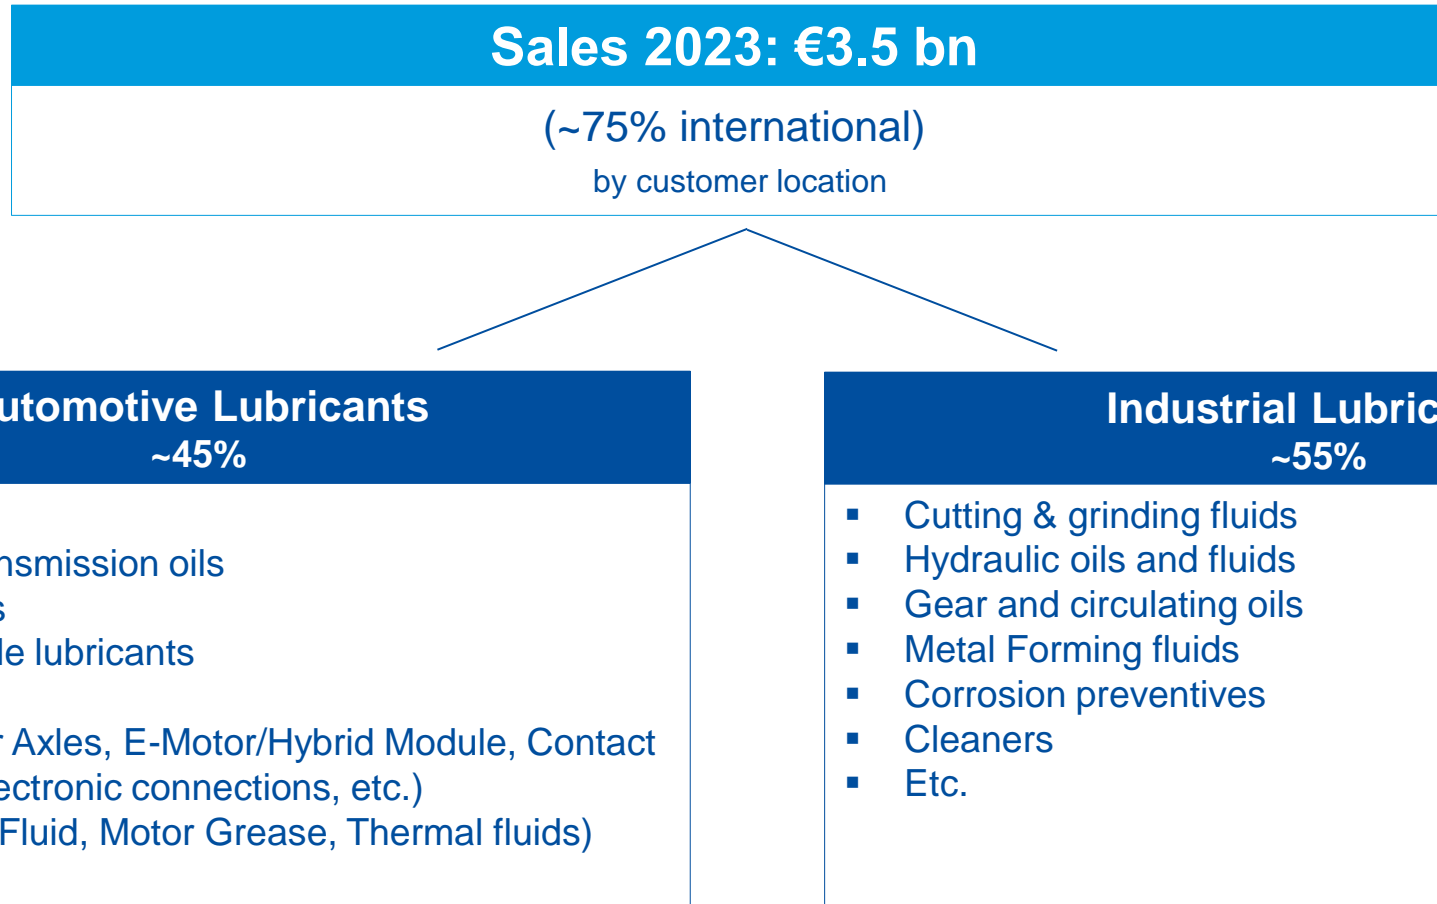 Sales 2023: €3.5 bn
(~75% international)
by customer location
utomotive Lubricants
~45%
nsmission oils
s
le lubricants
r Axles, E-Motor/Hybrid Module, Contact
ectronic connections, etc.)
Fluid, Motor Grease, Thermal fluids)
Industrial Lubric
~55%
▪ Cutting & grinding fluids
▪ Hydraulic oils and fluids
▪ Gear and circulating oils
▪ Metal Forming fluids
▪ Corrosion preventives
▪ Cleaners
▪ Etc.